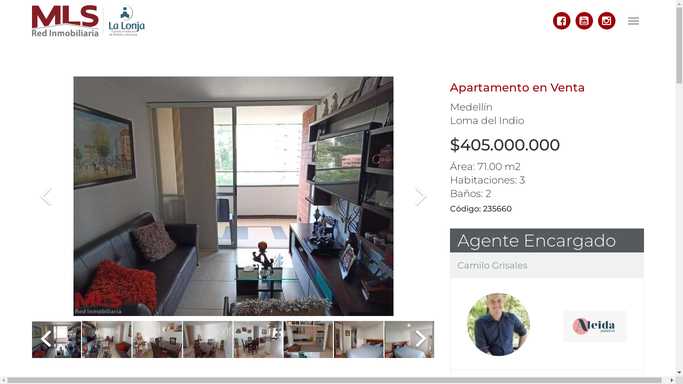 MLS
Red Inmobiliaria
La Lonja
Apartamento en Venta
Medellín
Loma del Indio
$405.000.000
Área: 71.00 m2
Habitaciones: 3
Baños: 2
Código: 235660
Agente Encargado
Camilo Grisales
Aleida
MLS
Red Inmobiliaria